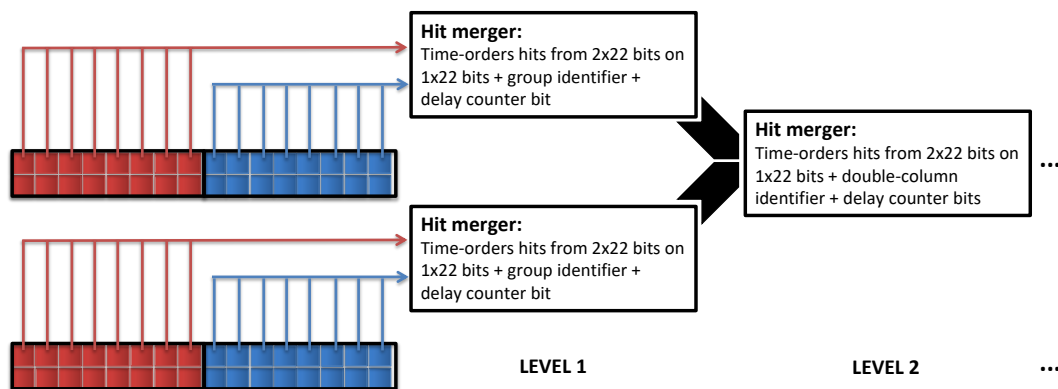 Hit merger:
Time-orders hits from 2x22 bits on
1x22 bits + group identifier +
delay counter bit
Hit merger:
Time-orders hits from 2x22 bits on
1x22 bits + double-column
identifier + delay counter bits
...
Hit merger:
Time-orders hits from 2x22 bits on
1x22 bits + group identifier +
delay counter bit
LEVEL 1
LEVEL 2
...